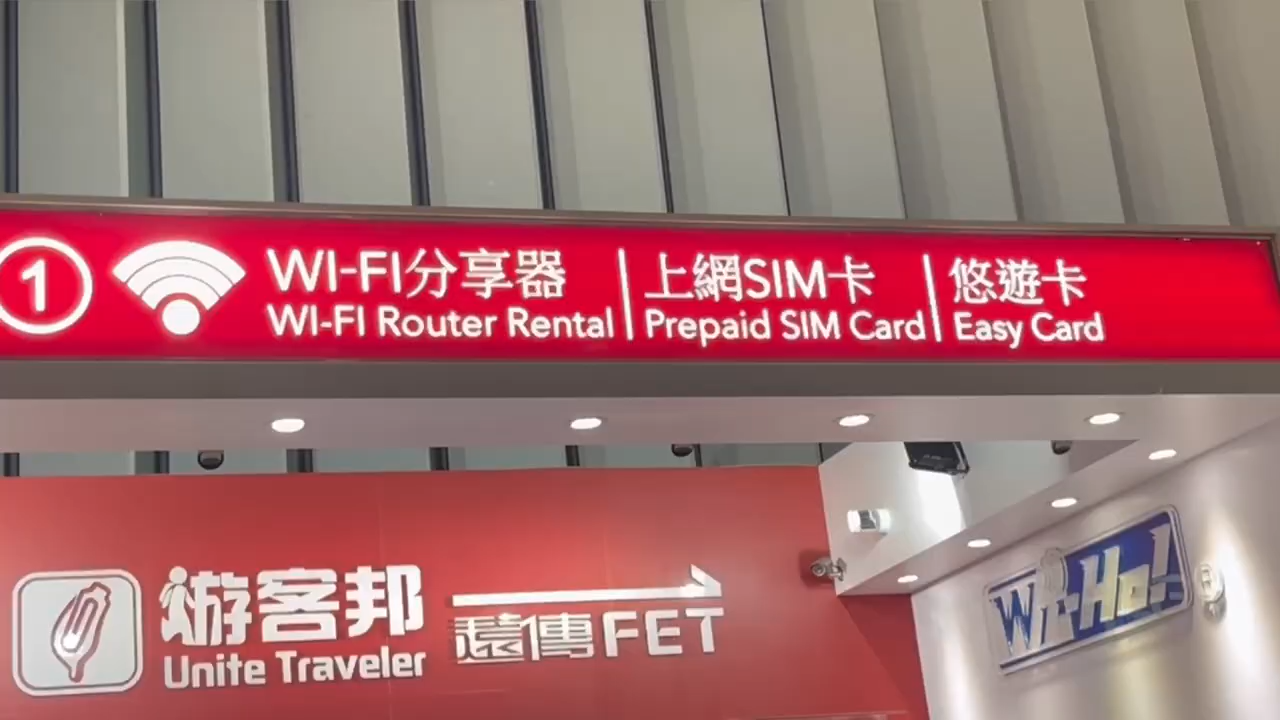 1
WI-FI分享器
WI-FI Router Rental
上網SIM卡
Prepaid SIM Card
悠遊卡
Easy Card
游客邦
Unite Traveler
遠傳FET
Wi-Ho!